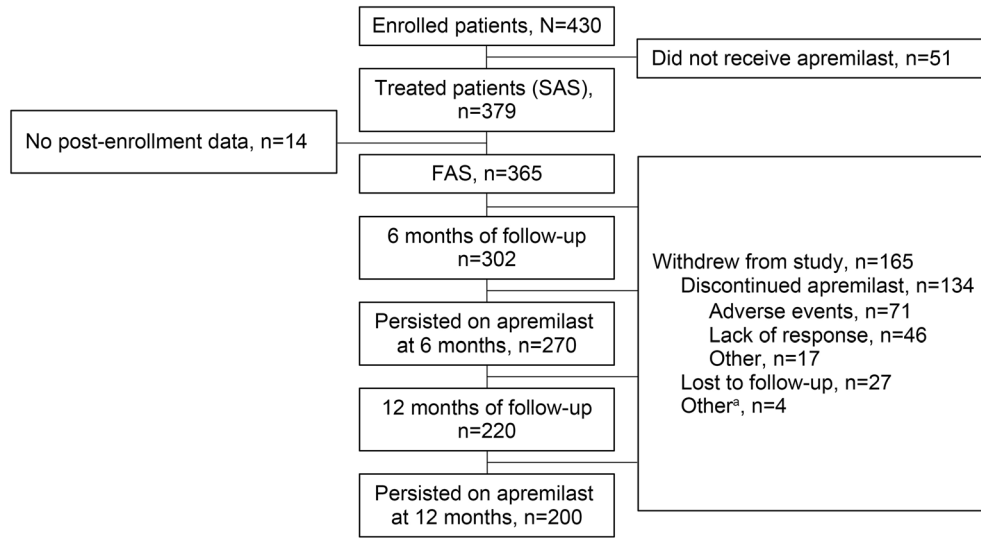 Enrolled patients, N=430
Did not receive apremilast, n=51
Treated patients (SAS),
n=379
No post-enrollment data, n=14
FAS, n=365
6 months of follow-up
n=302
Persisted on apremilast
at 6 months, n=270
12 months of follow-up
n=220
Persisted on apremilast
at 12 months, n=200
Withdrew from study, n=165
Discontinued apremilast, n=134
Adverse events, n=71
Lack of response, n=46
Other, n=17
Lost to follow-up, n=27
Otherᵃ, n=4